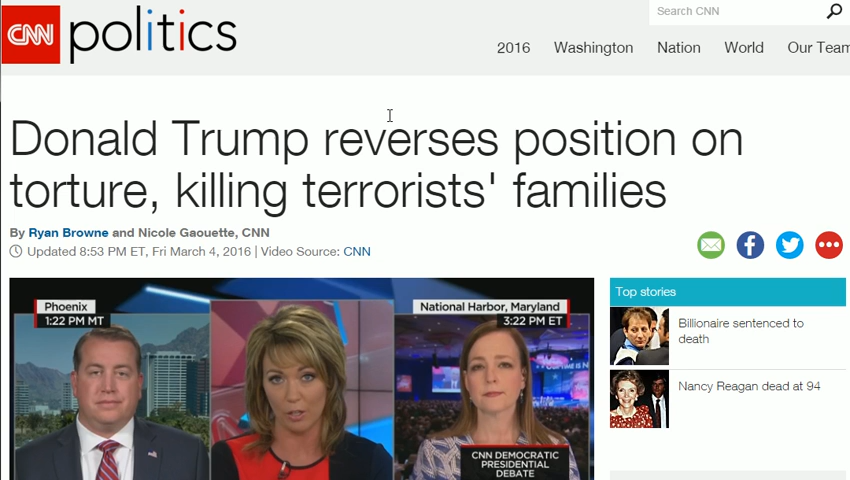 CNN politics
Search CNN
2016 Washington Nation World Our Team
Donald Trump reverses position on
torture, killing terrorists' families
By Ryan Browne and Nicole Gaouette, CNN
Updated 8:53 PM ET, Fri March 4, 2016 | Video Source: CNN
Phoenix
1:22 PM MT
National Harbor, Maryland
3:22 PM ET
CNN DEMOCRATIC
PRESIDENTIAL
DEBATE
Top stories
Billionaire sentenced to
death
Nancy Reagan dead at 94